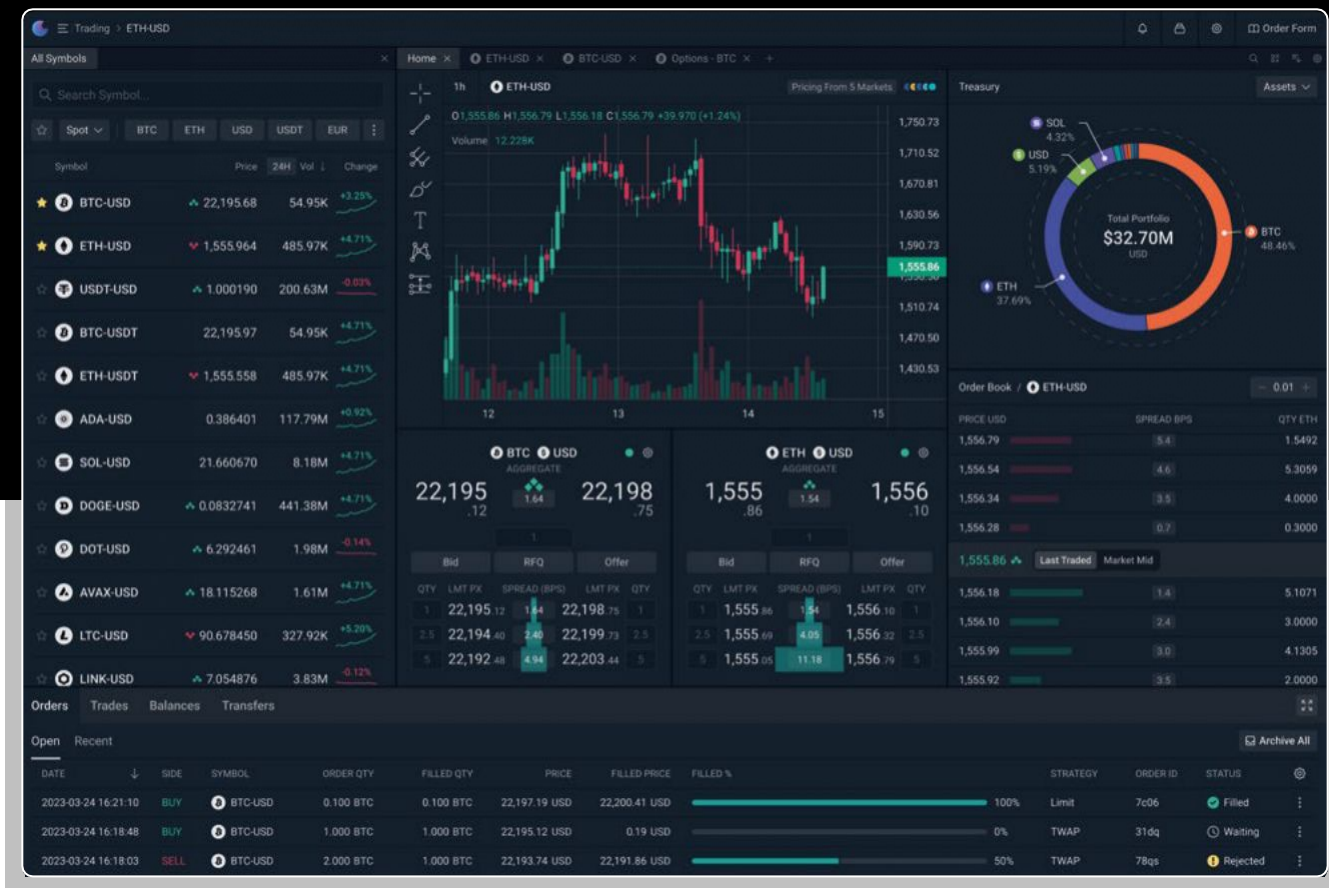 Trading > ETH-USD
Order Form
All Symbols ×
Home × ETH-USD × BTC-USD × Options - BTC × +
Search Symbol...
Spot BTC ETH USD USDT EUR
Symbol Price 24H Vol ↓ Change
BTC-USD 22,195.68 54.95K +3.25%
ETH-USD 1,555.964 485.97K +4.71%
USDT-USD 1.000190 200.63M -0.03%
BTC-USDT 22,195.97 54.95K +4.71%
ETH-USDT 1,555.558 485.97K +4.71%
ADA-USD 0.386401 117.79M +0.92%
SOL-USD 21.660670 8.18M +4.71%
DOGE-USD 0.0832741 441.38M +4.71%
DOT-USD 6.292461 1.98M -0.14%
AVAX-USD 18.115268 1.61M +4.71%
LTC-USD 90.678450 327.92K +5.20%
LINK-USD 7.054876 3.83M -0.12%
1h ETH-USD Pricing From 5 Markets
O1,555.86 H1,556.79 L1,556.18 C1,556.79 +39.970 (+1.24%)
Volume 12.228K
1,750.73
1,710.52
1,670.81
1,630.56
1,590.73
1,555.86
1,510.74
1,470.50
1,430.53
12 13 14 15
BTC USD
AGGREGATE
22,195.12 1.64 22,198.75
1
Bid RFQ Offer
QTY LMT PX SPREAD (BPS) LMT PX QTY
1 22,195.12 1.64 22,198.75 1
2.5 22,194.40 2.40 22,199.73 2.5
5 22,192.48 4.94 22,203.44 5
ETH USD
AGGREGATE
1,555.86 1.54 1,556.10
1
Bid RFQ Offer
QTY LMT PX SPREAD (BPS) LMT PX QTY
1 1,555.86 1.54 1,556.10 1
2.5 1,555.69 4.05 1,556.32 2.5
5 1,555.05 11.18 1,556.79 5
Treasury Assets
SOL
4.32%
USD
5.19%
Total Portfolio
$32.70M
USD
BTC
48.46%
ETH
37.69%
Order Book / ETH-USD − 0.01 +
PRICE USD SPREAD BPS QTY ETH
1,556.79 5.4 1.5492
1,556.54 4.6 5.3059
1,556.34 3.5 4.0000
1,556.28 0.7 0.3000
1,555.86 Last Traded Market Mid
1,556.18 1.4 5.1071
1,556.10 2.4 3.0000
1,555.99 3.0 4.1305
1,555.92 3.5 2.0000
Orders Trades Balances Transfers
Open Recent Archive All
DATE ↓ SIDE SYMBOL ORDER QTY FILLED QTY PRICE FILLED PRICE FILLED % STRATEGY ORDER ID STATUS
2023-03-24 16:21:10 BUY BTC-USD 0.100 BTC 0.100 BTC 22,197.19 USD 22,200.41 USD 100% Limit 7c06 Filled
2023-03-24 16:18:48 BUY BTC-USD 1.000 BTC 1.000 BTC 22,195.12 USD 0.19 USD 0% TWAP 31dq Waiting
2023-03-24 16:18:03 SELL BTC-USD 2.000 BTC 1.000 BTC 22,193.74 USD 22,191.86 USD 50% TWAP 78qs Rejected